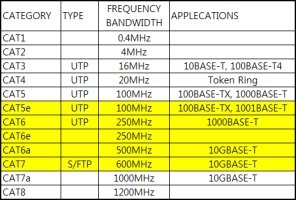 CATEGORY TYPE FREQUENCY BANDWIDTH APPLECATIONS
CAT1 0.4MHz
CAT2 4MHz
CAT3 UTP 16MHz 10BASE-T, 100BASE-T4
CAT4 UTP 20MHz Token Ring
CAT5 UTP 100MHz 100BASE-TX, 1000BASE-T
CAT5e UTP 100MHz 100BASE-TX, 1001BASE-T
CAT6 UTP 250MHz 1000BASE-T
CAT6e 250MHz
CAT6a 500MHz 10GBASE-T
CAT7 S/FTP 600MHz 10GBASE-T
CAT7a 1000MHz 10GBASE-T
CAT8 1200MHz